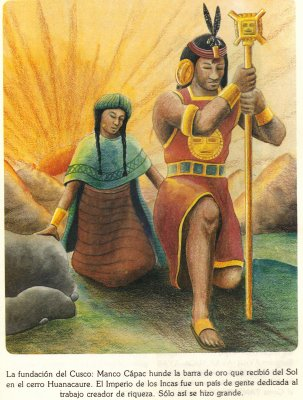 La fundación del Cusco: Manco Cápac hunde la barra de oro que recibió del Sol
en el cerro Huanacaure. El Imperio de los Incas fue un país de gente dedicada al
trabajo creador de riqueza. Sólo así se hizo grande.